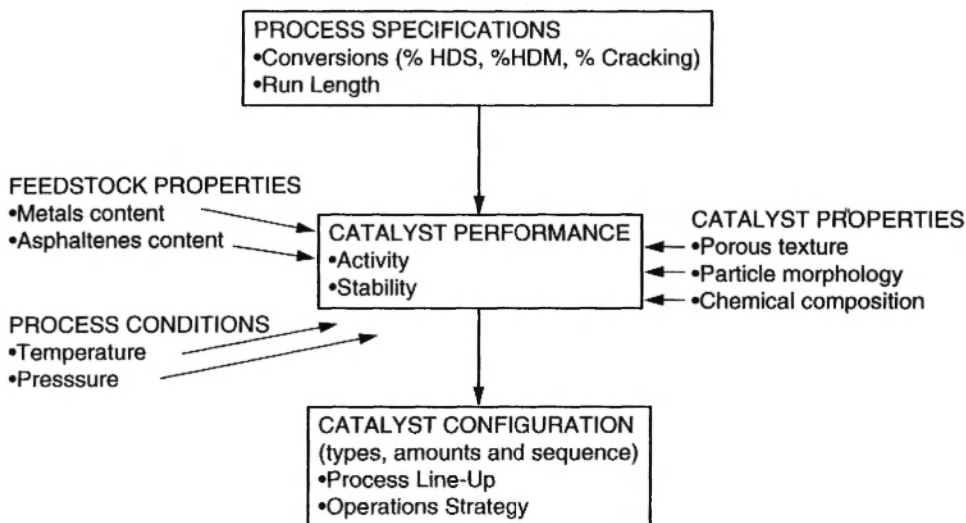 PROCESS SPECIFICATIONS
•Conversions (% HDS, %HDM, % Cracking)
•Run Length
FEEDSTOCK PROPERTIES
•Metals content
•Asphaltenes content
CATALYST PERFORMANCE
•Activity
•Stability
CATALYST PROPERTIES
•Porous texture
•Particle morphology
•Chemical composition
PROCESS CONDITIONS
•Temperature
•Presssure
CATALYST CONFIGURATION
(types, amounts and sequence)
•Process Line-Up
•Operations Strategy